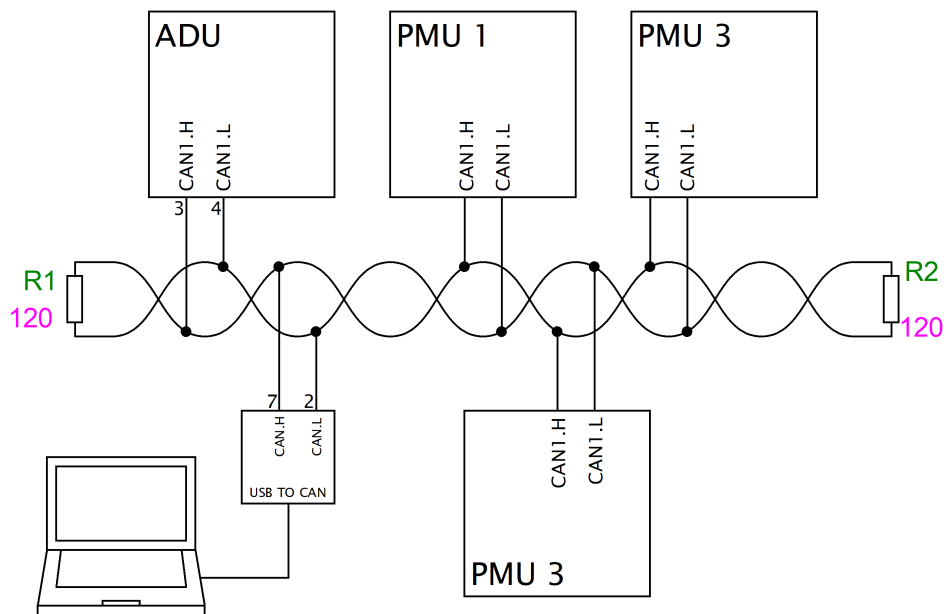 ADU
PMU 1
PMU 3
CAN1.H
CAN1.L
CAN1.H
CAN1.L
CAN1.H
CAN1.L
3
4
R1
120
R2
120
7
2
CAN.H
CAN.L
USB TO CAN
CAN1.H
CAN1.L
PMU 3